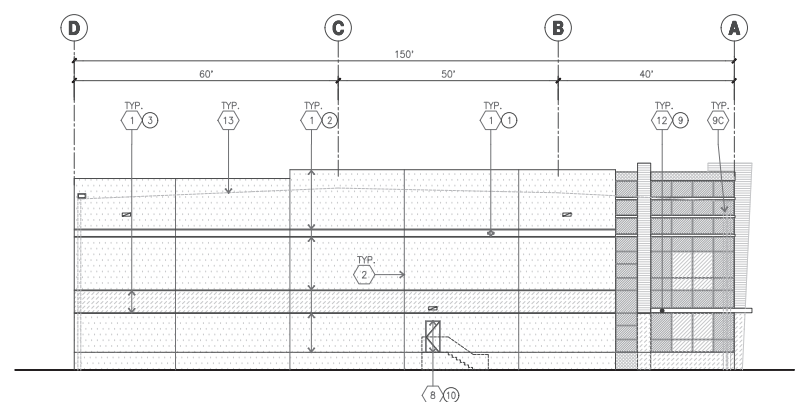 D C B A
150'
60' 50' 40'
TYP. TYP. TYP. TYP. TYP. TYP.
1 3 13 1 2 1 1 12 9 9C
TYP.
2
8 10